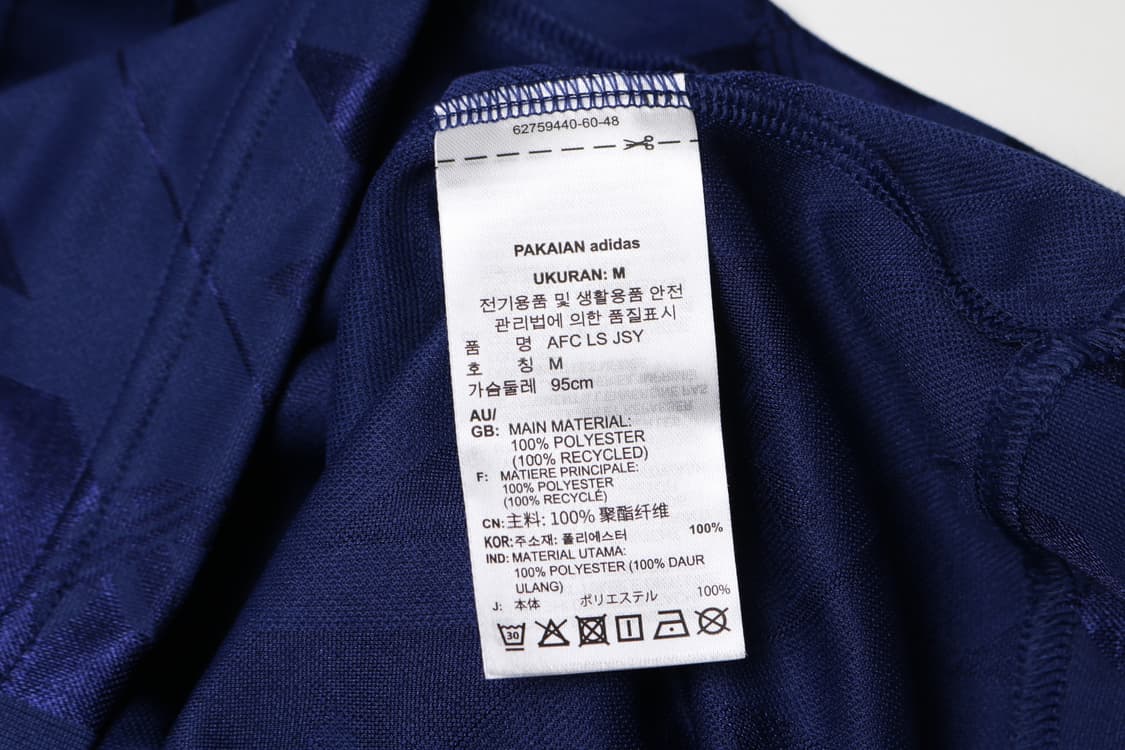 62759440-60-48
PAKAIAN adidas
UKURAN: M
전기용품 및 생활용품 안전
관리법에 의한 품질표시
품 명 AFC LS JSY
호 칭 M
가슴둘레 95cm
AU/
GB: MAIN MATERIAL:
100% POLYESTER
(100% RECYCLED)
F: MATIERE PRINCIPALE:
100% POLYESTER
(100% RECYCLÉ)
CN: 主料: 100% 聚酯纤维
KOR: 주소재: 폴리에스터 100%
IND: MATERIAL UTAMA:
100% POLYESTER (100% DAUR
ULANG)
J: 本体 ポリエステル 100%
30